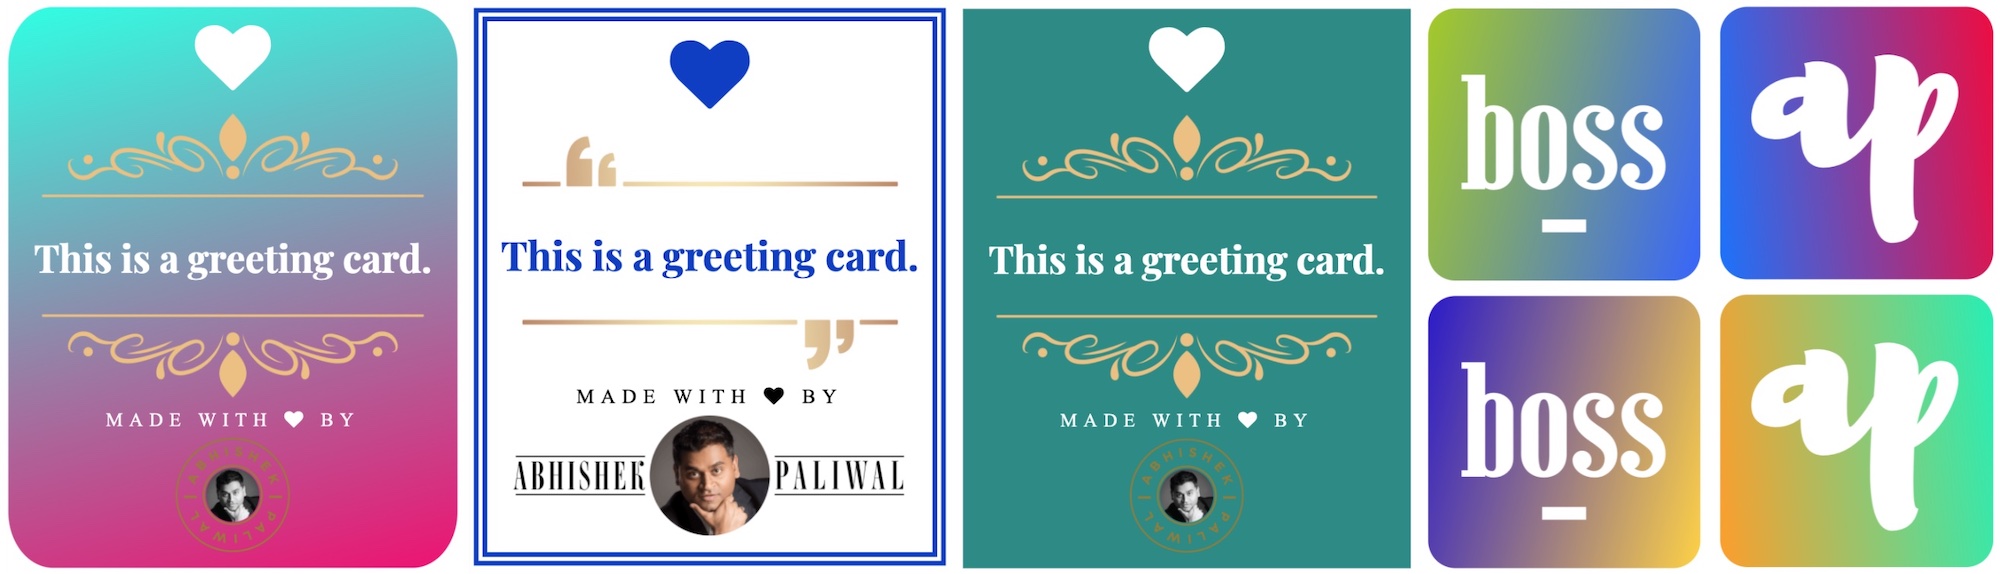 This is a greeting card.
MADE WITH ♥ BY
ABHISHEK | PALIWAL |
This is a greeting card.
MADE WITH ♥ BY
ABHISHEK PALIWAL
This is a greeting card.
MADE WITH ♥ BY
ABHISHEK | PALIWAL |
boss
ap
boss
ap